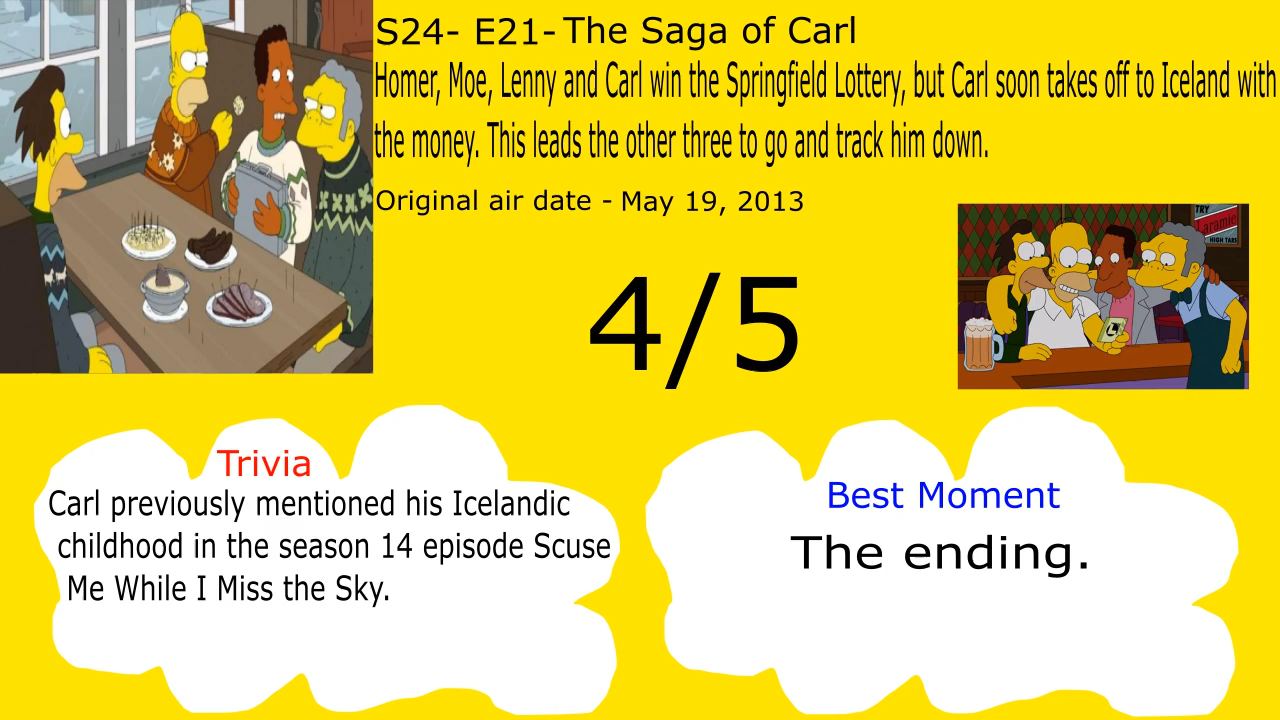 S24- E21- The Saga of Carl
Homer, Moe, Lenny and Carl win the Springfield Lottery, but Carl soon takes off to Iceland with
the money. This leads the other three to go and track him down.
Original air date - May 19, 2013
TRY
Laramie
HIGH TARS
4/5
Trivia
Carl previously mentioned his Icelandic
childhood in the season 14 episode Scuse
Me While I Miss the Sky.
Best Moment
The ending.